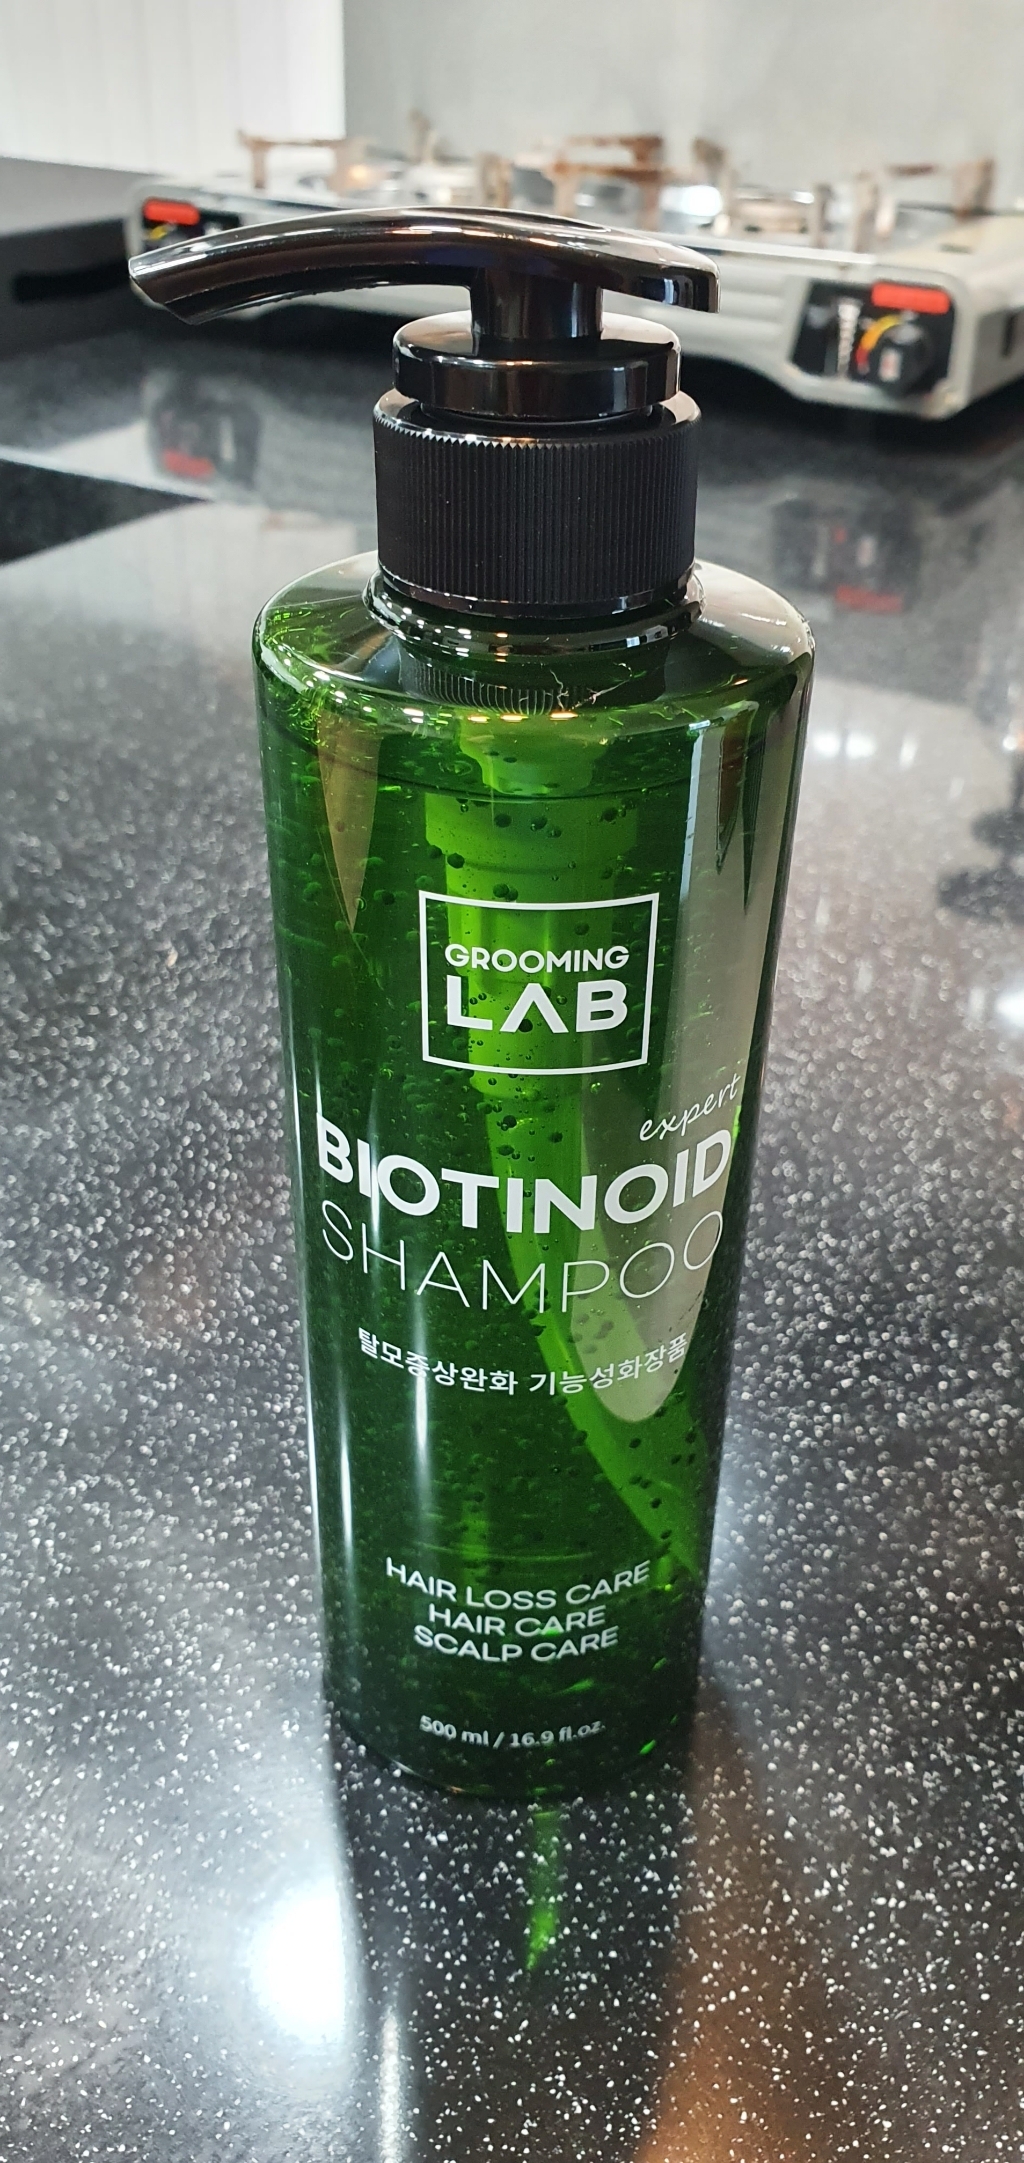 GROOMING
LAB
expert
BIOTINOID
SHAMPOO
탈모증상완화 기능성화장품
HAIR LOSS CARE
HAIR CARE
SCALP CARE
500 ml / 16.9 fl.oz.